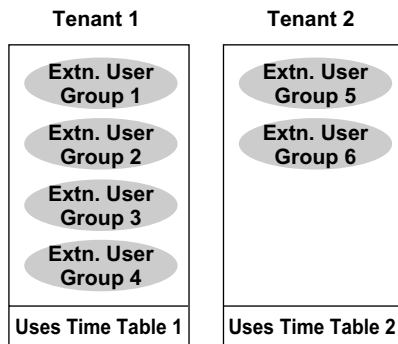 Tenant 1
Extn. User
Group 1
Extn. User
Group 2
Extn. User
Group 3
Extn. User
Group 4
Uses Time Table 1
Tenant 2
Extn. User
Group 5
Extn. User
Group 6
Uses Time Table 2